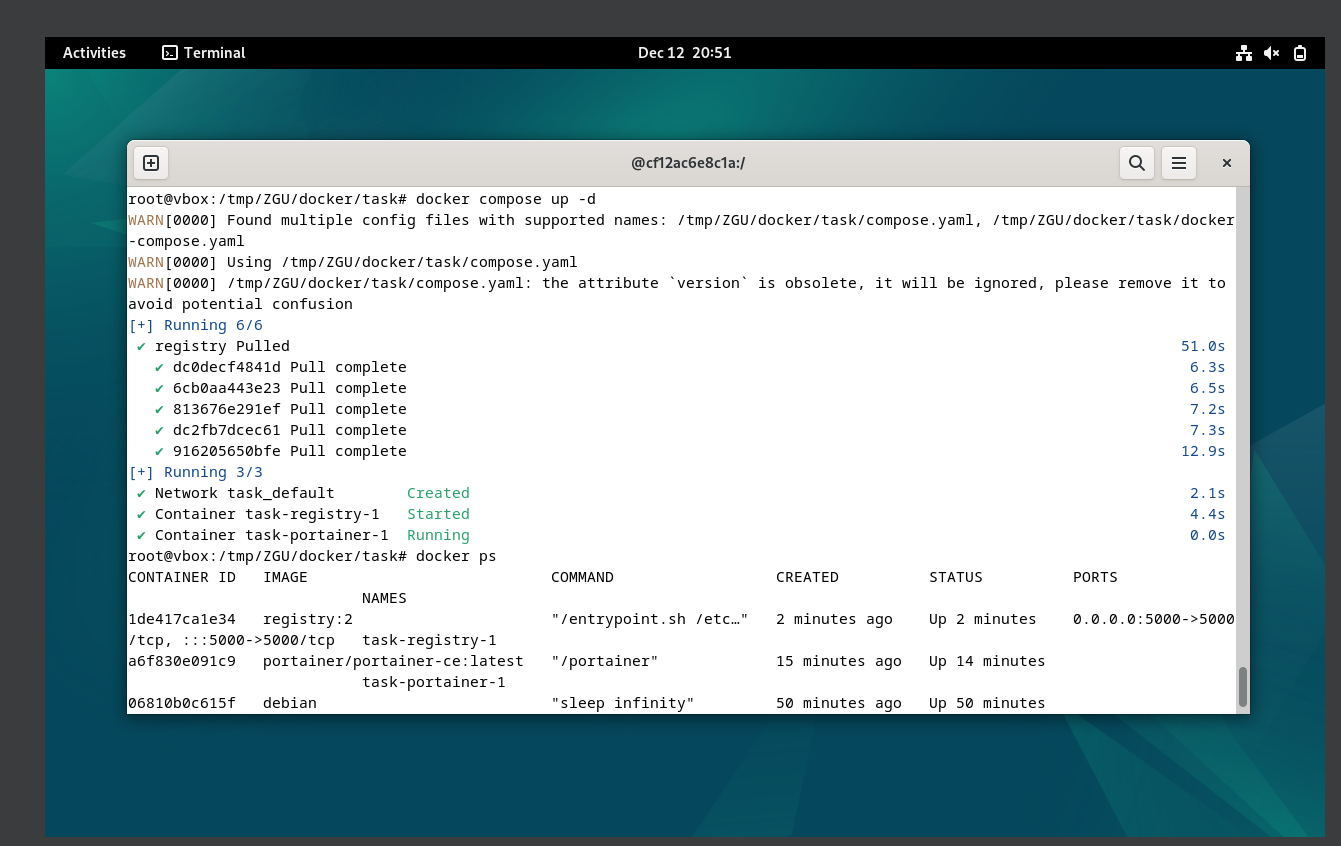 Activities Terminal Dec 12 20:51
@cf12ac6e8c1a:/
root@vbox:/tmp/ZGU/docker/task# docker compose up -d
WARN[0000] Found multiple config files with supported names: /tmp/ZGU/docker/task/compose.yaml, /tmp/ZGU/docker/task/docker
-compose.yaml
WARN[0000] Using /tmp/ZGU/docker/task/compose.yaml
WARN[0000] /tmp/ZGU/docker/task/compose.yaml: the attribute `version` is obsolete, it will be ignored, please remove it to
avoid potential confusion
[+] Running 6/6
✔ registry Pulled 51.0s
✔ dc0decf4841d Pull complete 6.3s
✔ 6cb0aa443e23 Pull complete 6.5s
✔ 813676e291ef Pull complete 7.2s
✔ dc2fb7dcec61 Pull complete 7.3s
✔ 916205650bfe Pull complete 12.9s
[+] Running 3/3
✔ Network task_default Created 2.1s
✔ Container task-registry-1 Started 4.4s
✔ Container task-portainer-1 Running 0.0s
root@vbox:/tmp/ZGU/docker/task# docker ps
CONTAINER ID IMAGE COMMAND CREATED STATUS PORTS
NAMES
1de417ca1e34 registry:2 "/entrypoint.sh /etc…" 2 minutes ago Up 2 minutes 0.0.0.0:5000->5000
/tcp, :::5000->5000/tcp task-registry-1
a6f830e091c9 portainer/portainer-ce:latest "/portainer" 15 minutes ago Up 14 minutes
task-portainer-1
06810b0c615f debian "sleep infinity" 50 minutes ago Up 50 minutes